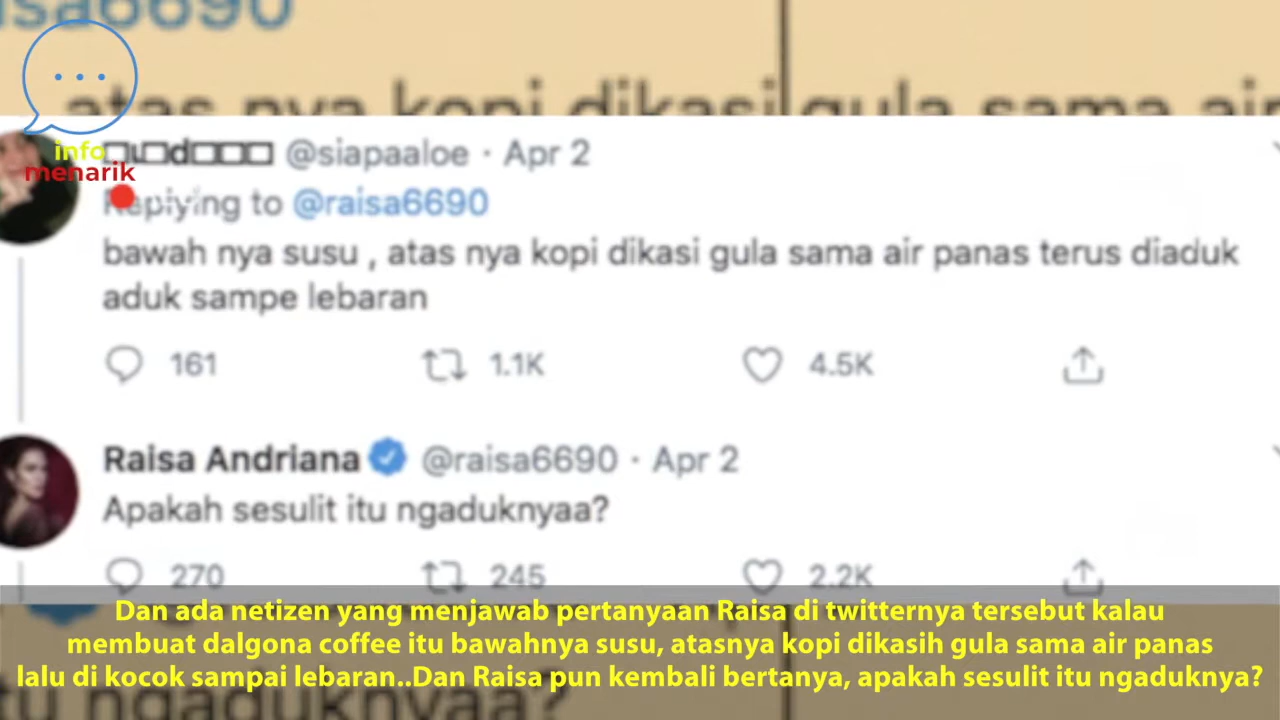 info
menarik
@siapaaloe · Apr 2
Replying to @raisa6690
bawah nya susu , atas nya kopi dikasi gula sama air panas terus diaduk
aduk sampe lebaran
161 1.1K 4.5K
Raisa Andriana @raisa6690 · Apr 2
Apakah sesulit itu ngaduknyaa?
270 245 2.2K
Dan ada netizen yang menjawab pertanyaan Raisa di twitternya tersebut kalau
membuat dalgona coffee itu bawahnya susu, atasnya kopi dikasih gula sama air panas
lalu di kocok sampai lebaran..Dan Raisa pun kembali bertanya, apakah sesulit itu ngaduknya?